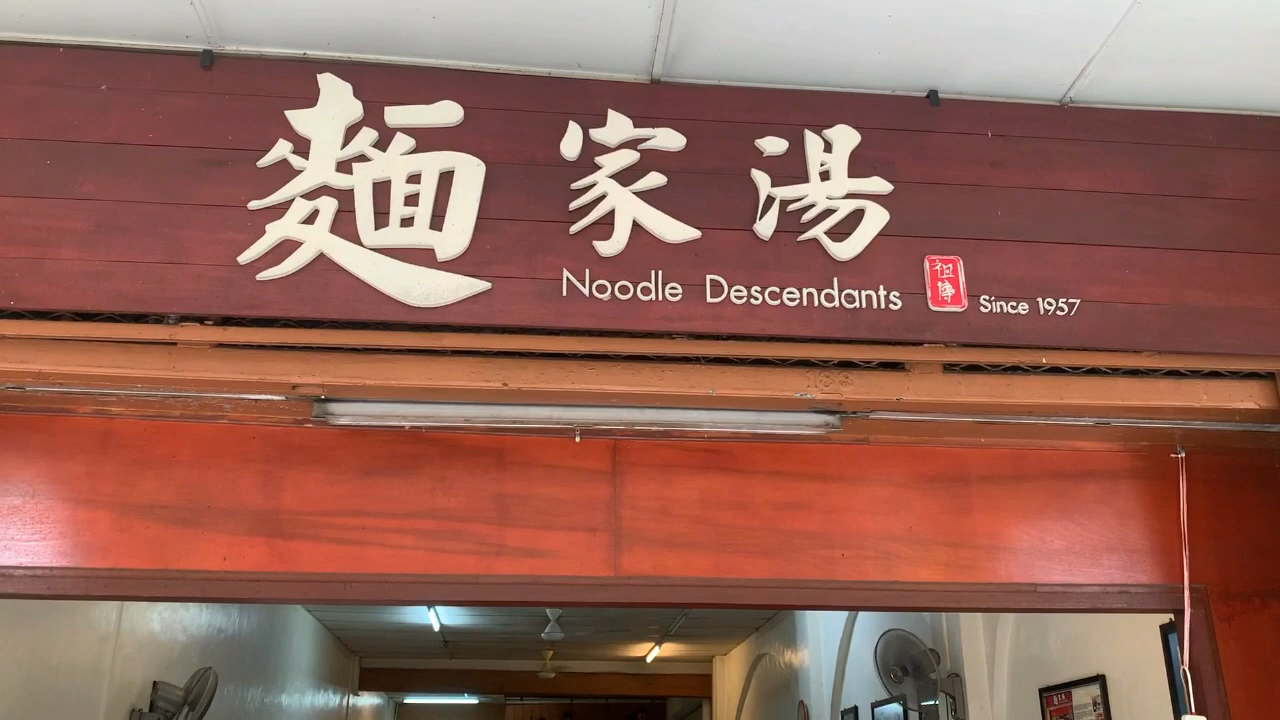 麵家湯
Noodle Descendants
祖傳
Since 1957